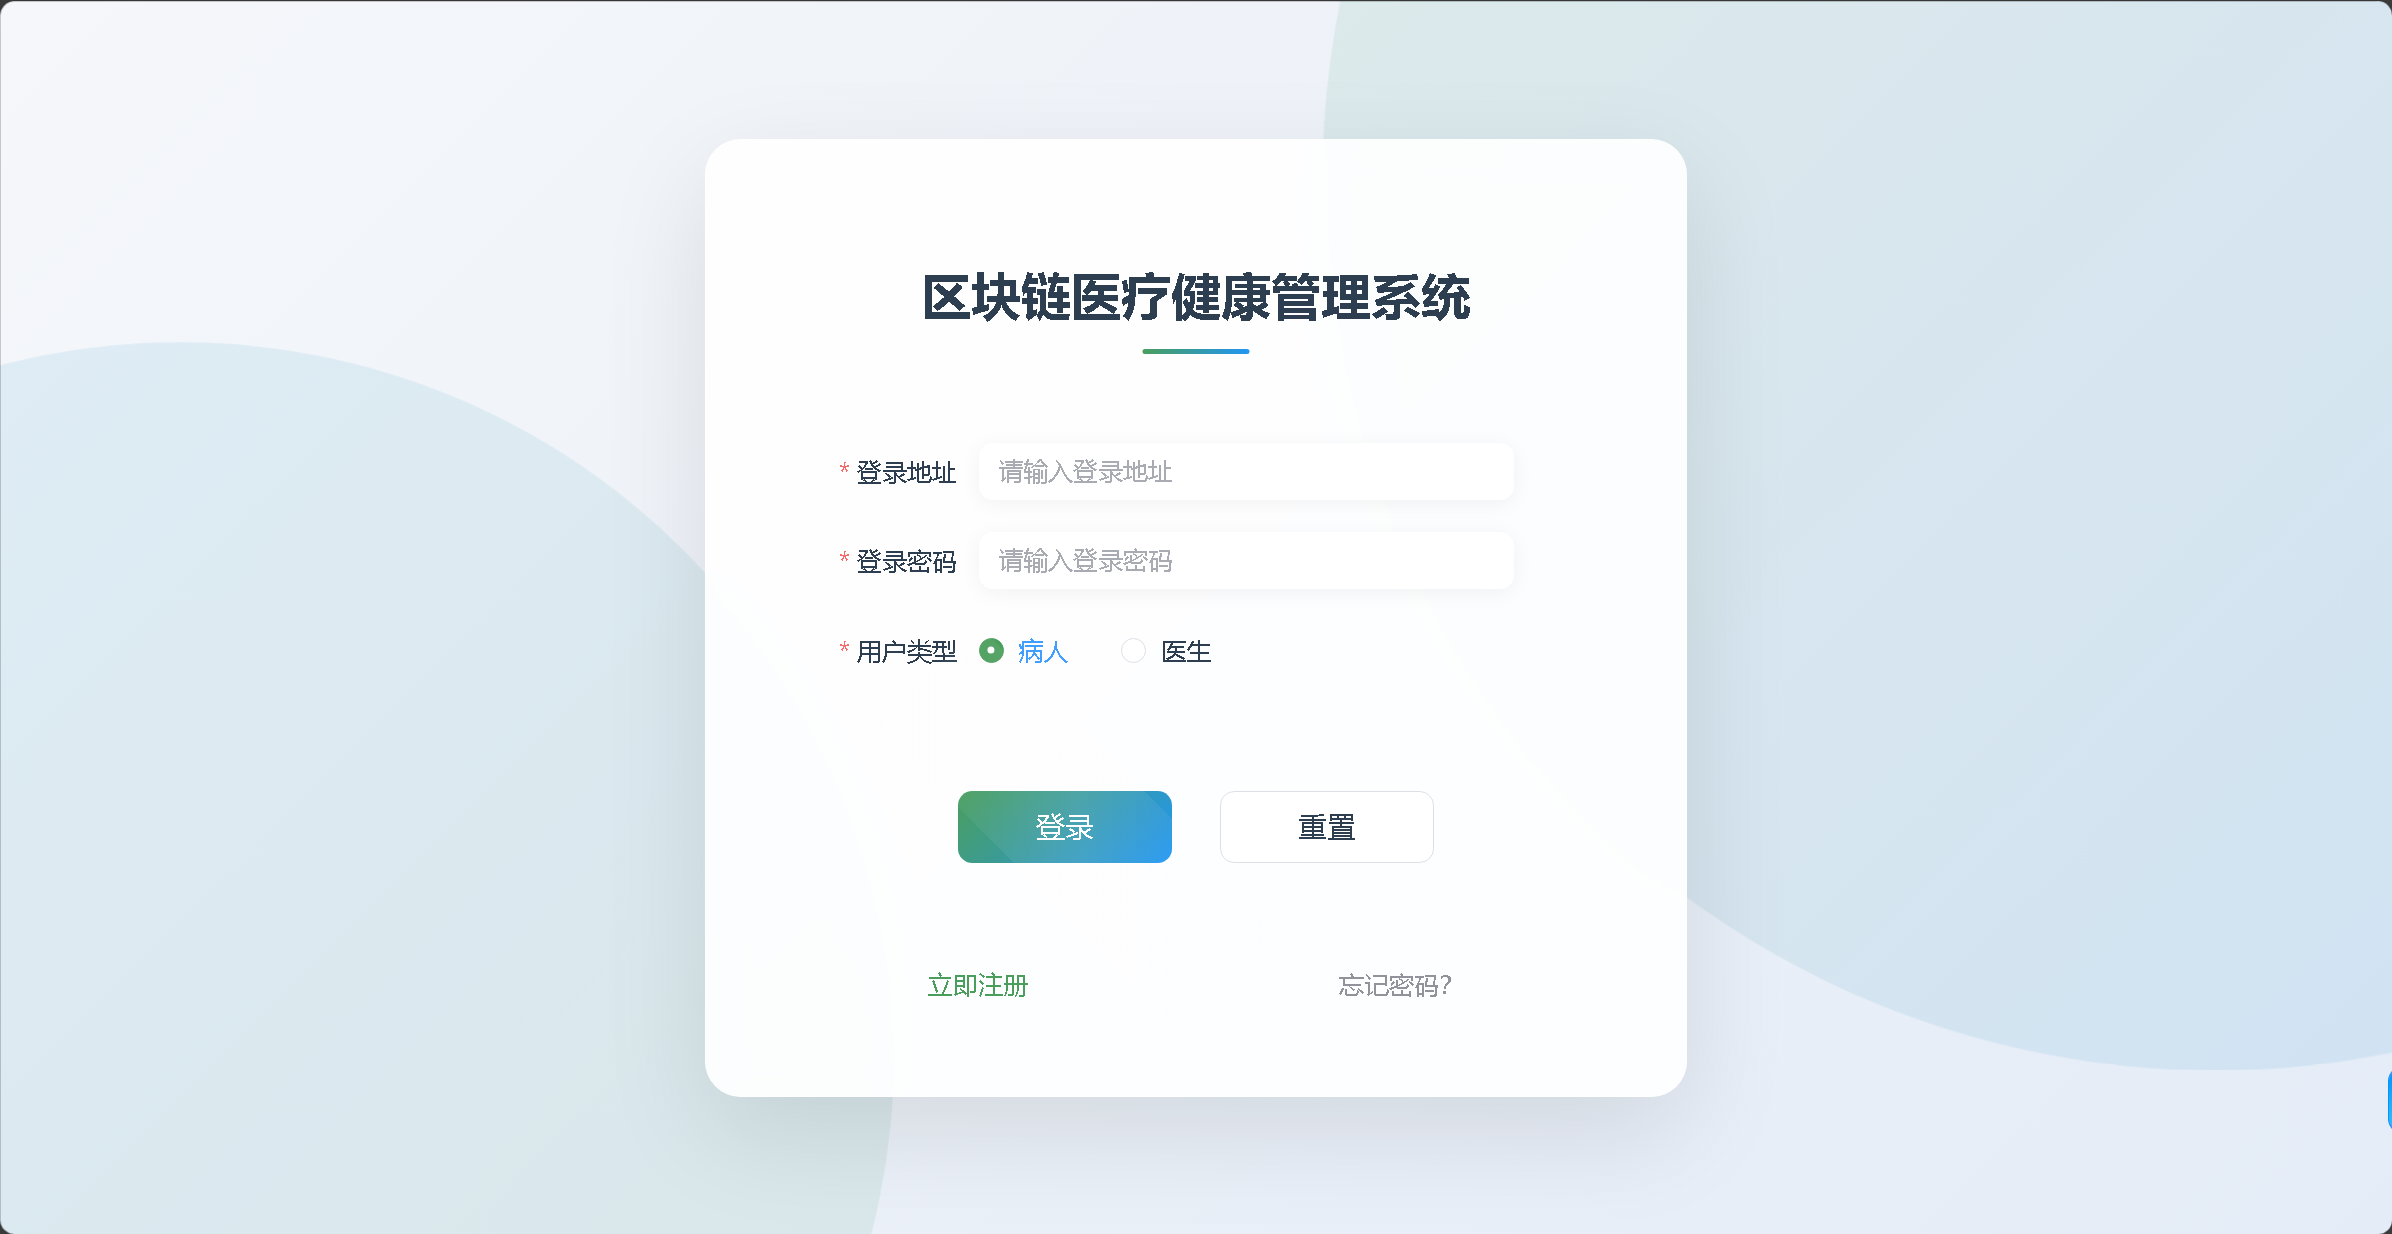 区块链医疗健康管理系统
* 登录地址 请输入登录地址
* 登录密码 请输入登录密码
* 用户类型 病人 医生
登录 重置
立即注册 忘记密码?